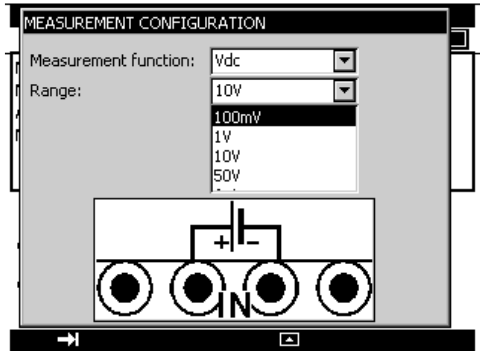 MEASUREMENT CONFIGURATION
Measurement function: Vdc
Range: 10V
100mV
1V
10V
50V
+ -
IN